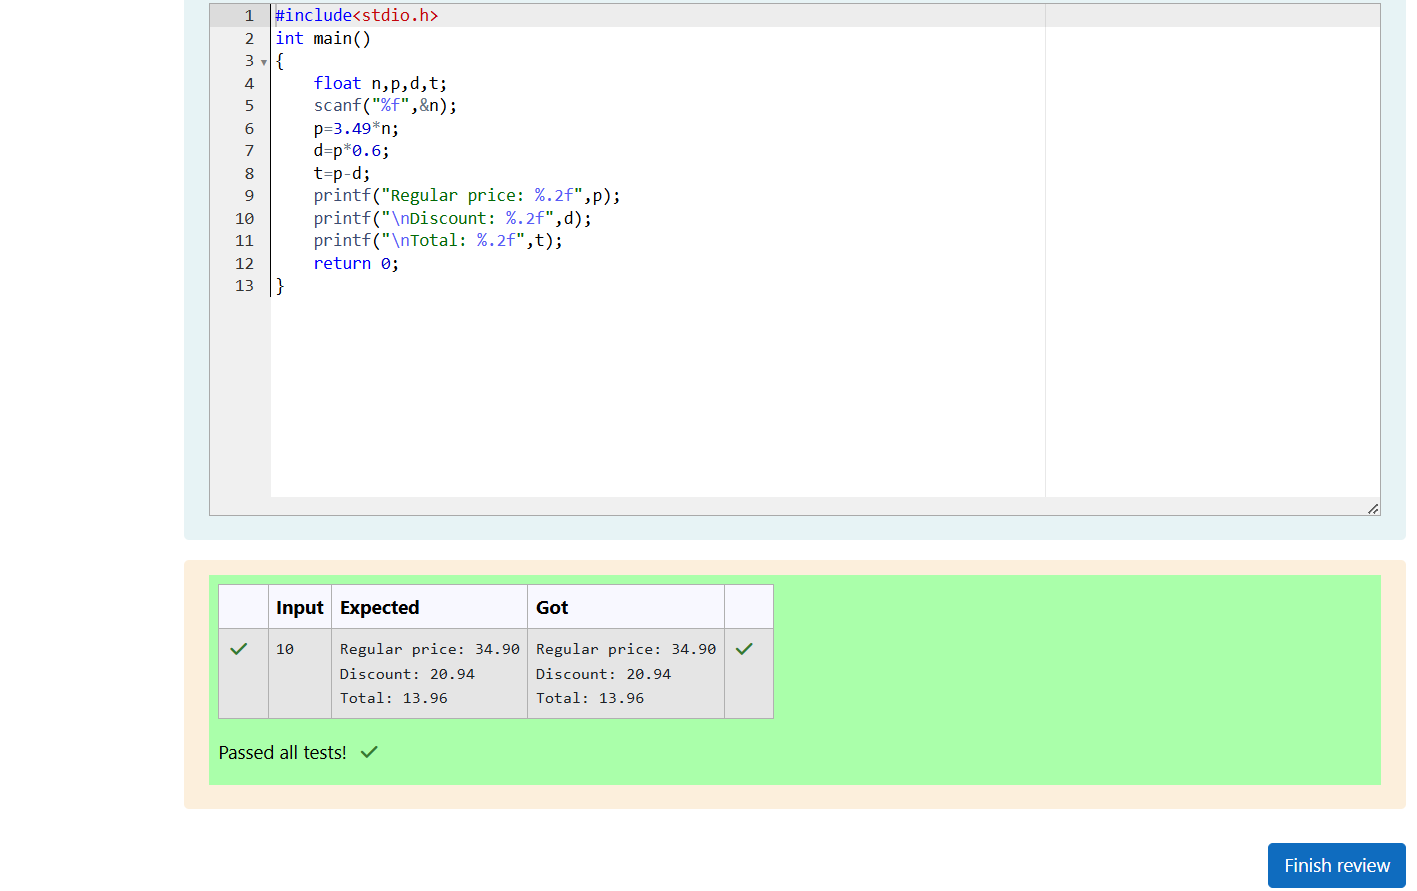 1 #include<stdio.h>
2 int main()
3 {
4     float n,p,d,t;
5     scanf("%f",&n);
6     p=3.49*n;
7     d=p*0.6;
8     t=p-d;
9     printf("Regular price: %.2f",p);
10     printf("\nDiscount: %.2f",d);
11     printf("\nTotal: %.2f",t);
12     return 0;
13 }
Input Expected Got
10 Regular price: 34.90 Regular price: 34.90
Discount: 20.94 Discount: 20.94
Total: 13.96 Total: 13.96
Passed all tests!
Finish review